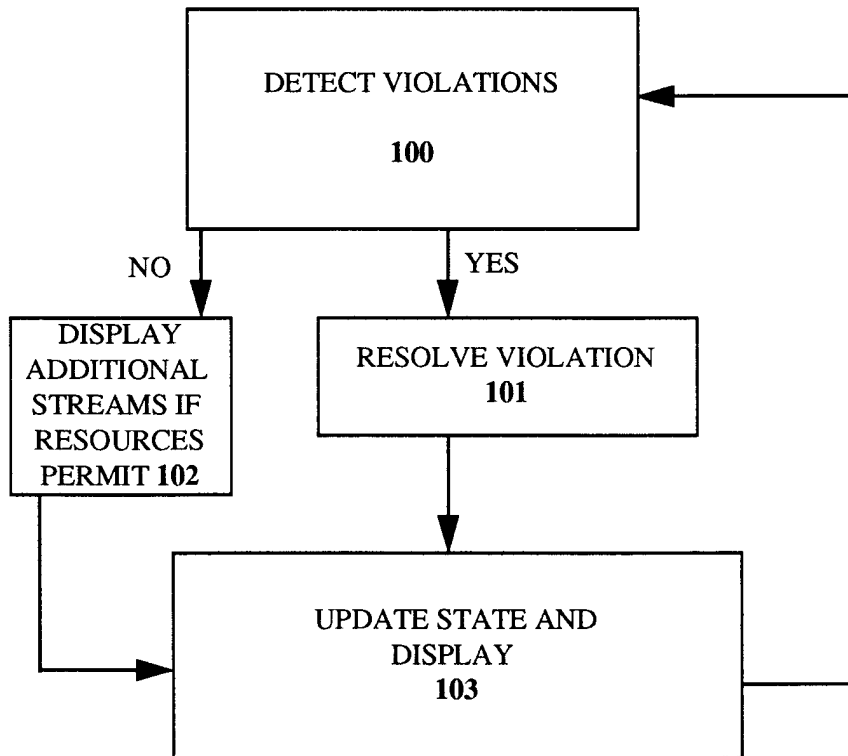 DETECT VIOLATIONS
100
NO
YES
DISPLAY
ADDITIONAL
STREAMS IF
RESOURCES
PERMIT 102
RESOLVE VIOLATION
101
UPDATE STATE AND
DISPLAY
103